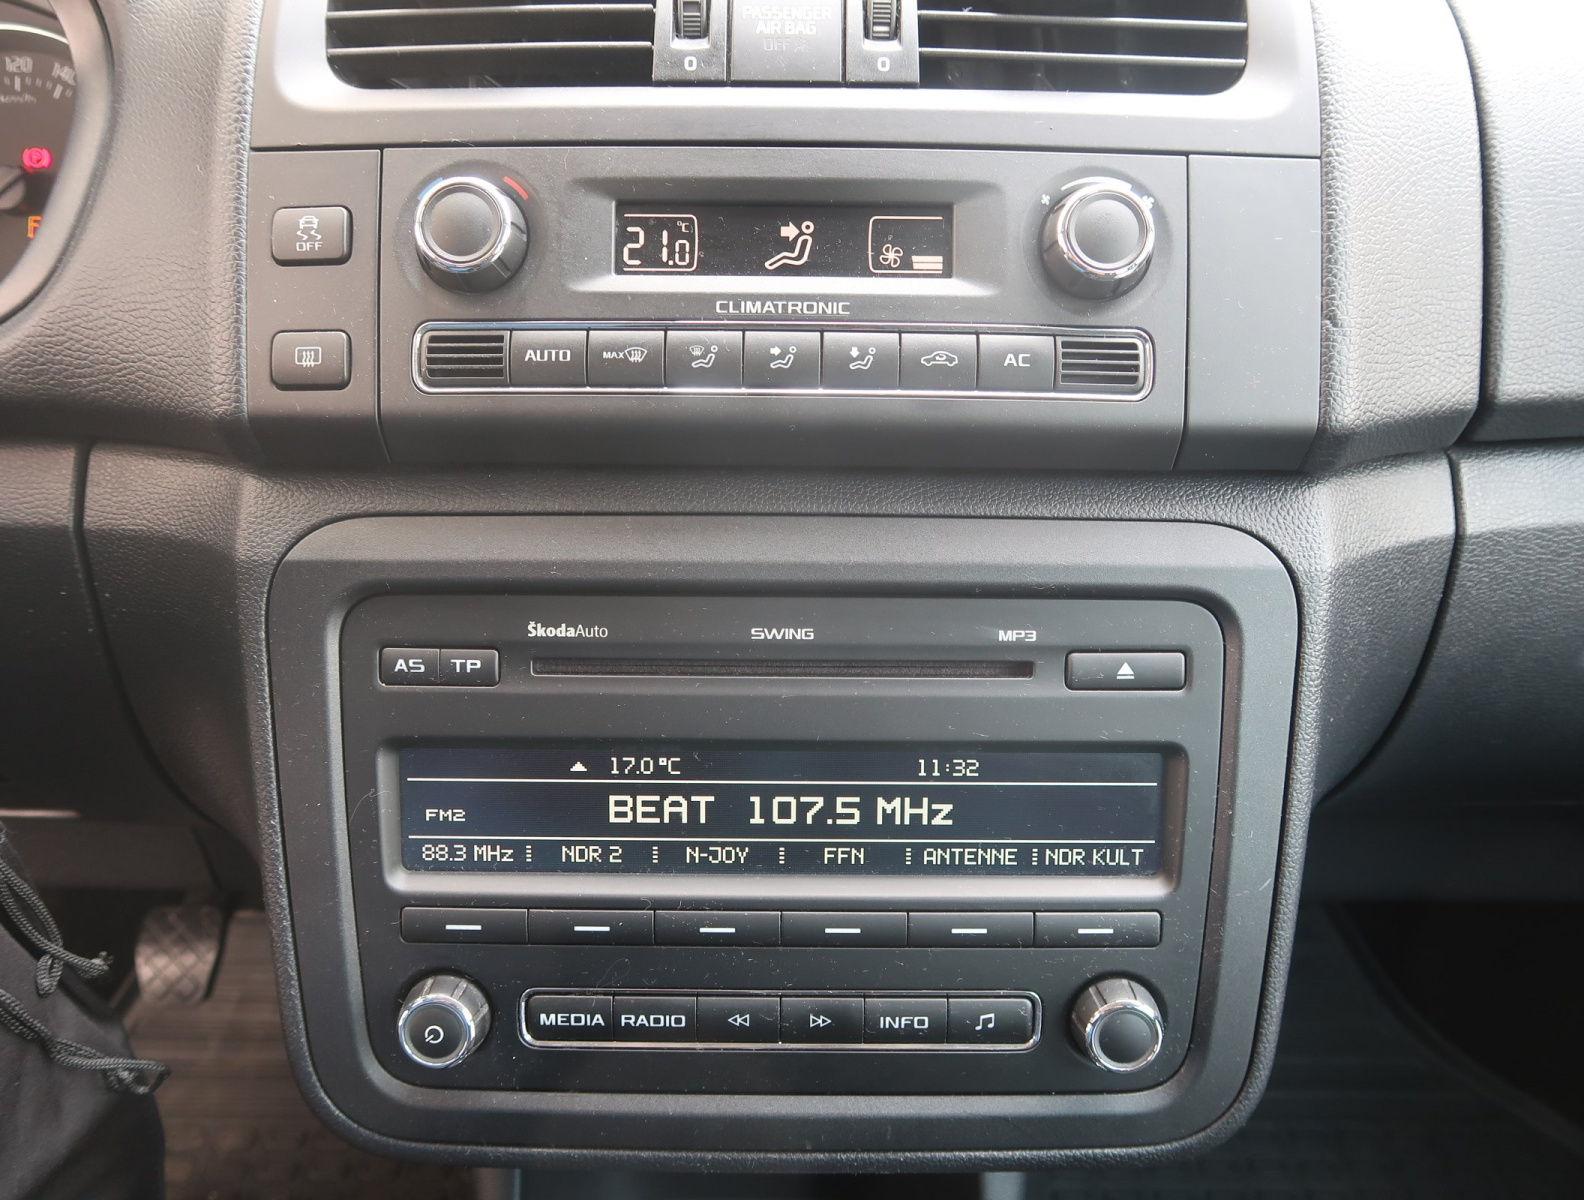 120 140
PASSENGER
AIR BAG
OFF
0 0
P
21.0 °C
OFF
CLIMATRONIC
AUTO MAX AC
ŠkodaAuto SWING MP3
AS TP
17.0 °C 11:32
FM2 BEAT 107.5 MHz
88.3 MHz NDR 2 N-JOY FFN ANTENNE NDR KULT
MEDIA RADIO INFO